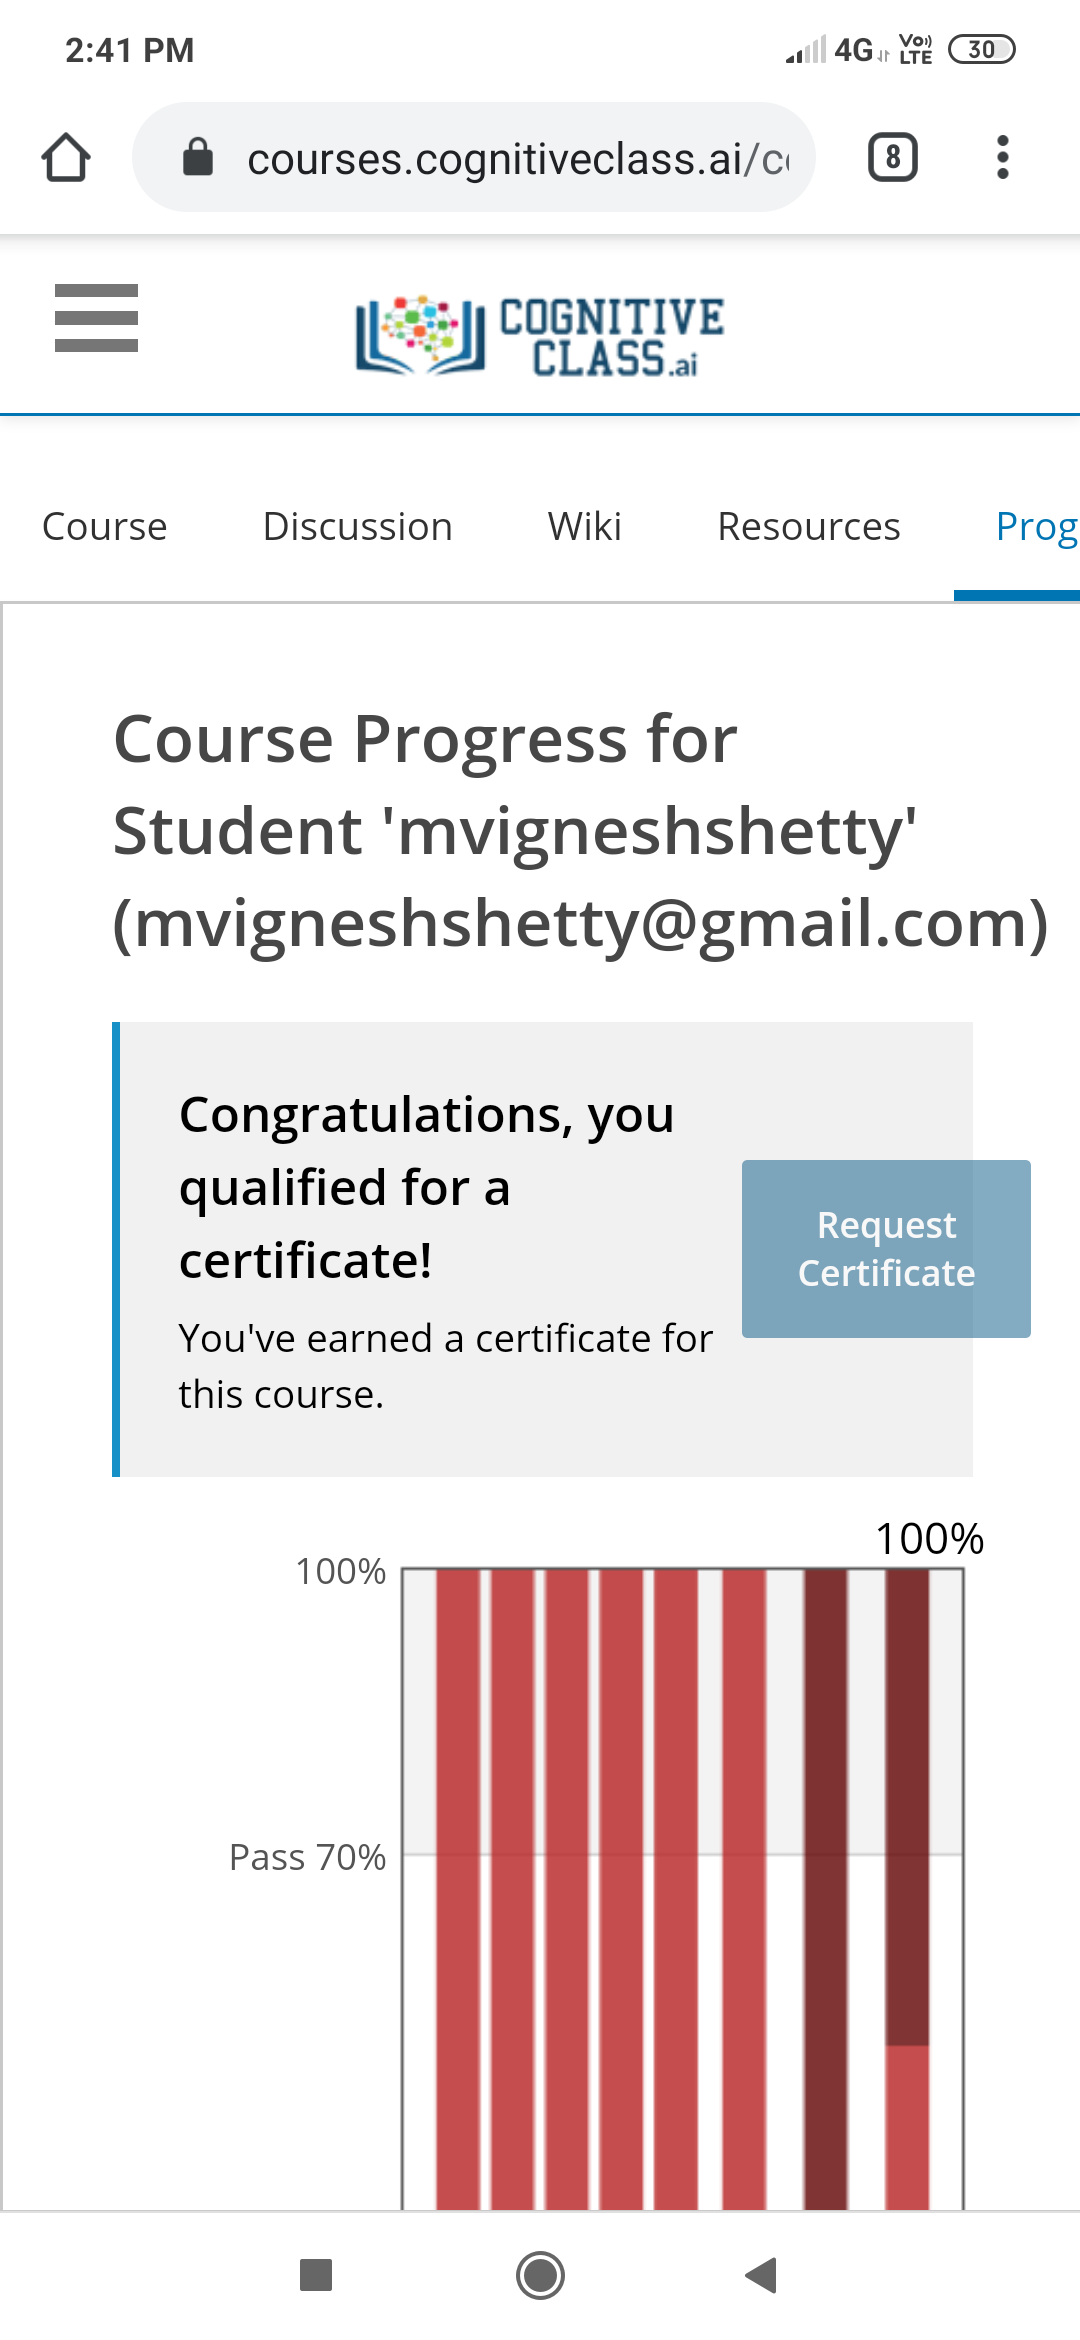 2:41 PM
4G Vo)) LTE 30
courses.cognitiveclass.ai/c
8
COGNITIVE
CLASS.ai
Course Discussion Wiki Resources Prog
Course Progress for
Student 'mvigneshshetty'
(mvigneshshetty@gmail.com)
Congratulations, you
qualified for a
certificate!
You've earned a certificate for
this course.
Request
Certificate
100%
100%
Pass 70%